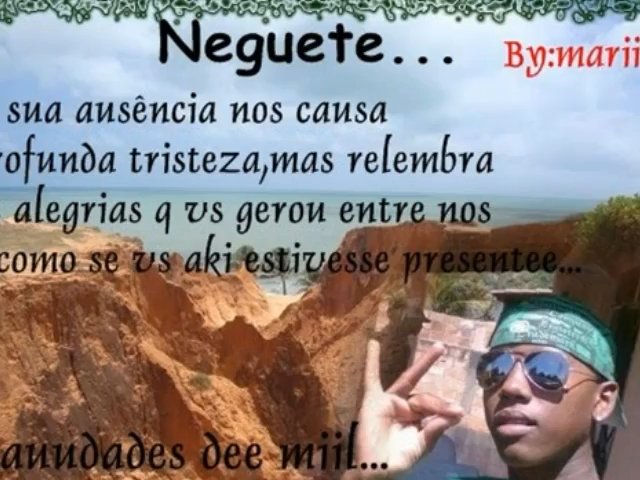 Neguete...
By:marii
sua ausência nos causa
rofunda tristeza,mas relembra
alegrias q vs gerou entre nos
como se vs aki estivesse presentee...
auudades dee miil...